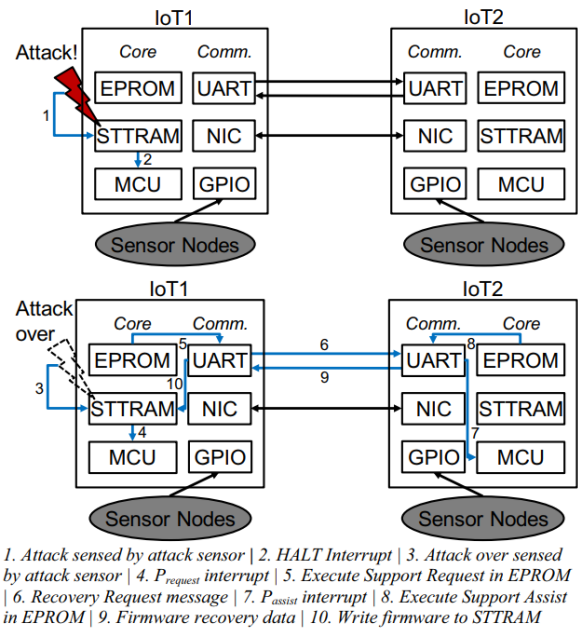 IoT1 IoT2
Core Comm. Comm. Core
Attack!
EPROM UART UART EPROM
1
STTRAM NIC NIC STTRAM
2
MCU GPIO GPIO MCU
Sensor Nodes Sensor Nodes
IoT1 IoT2
Attack
over
Core Comm. Comm. Core
5 6 8
EPROM UART UART EPROM
10 9
3
STTRAM NIC NIC STTRAM
4 7
MCU GPIO GPIO MCU
Sensor Nodes Sensor Nodes
1. Attack sensed by attack sensor | 2. HALT Interrupt | 3. Attack over sensed
by attack sensor | 4. Prequest interrupt | 5. Execute Support Request in EPROM
| 6. Recovery Request message | 7. Passist interrupt | 8. Execute Support Assist
in EPROM | 9. Firmware recovery data | 10. Write firmware to STTRAM